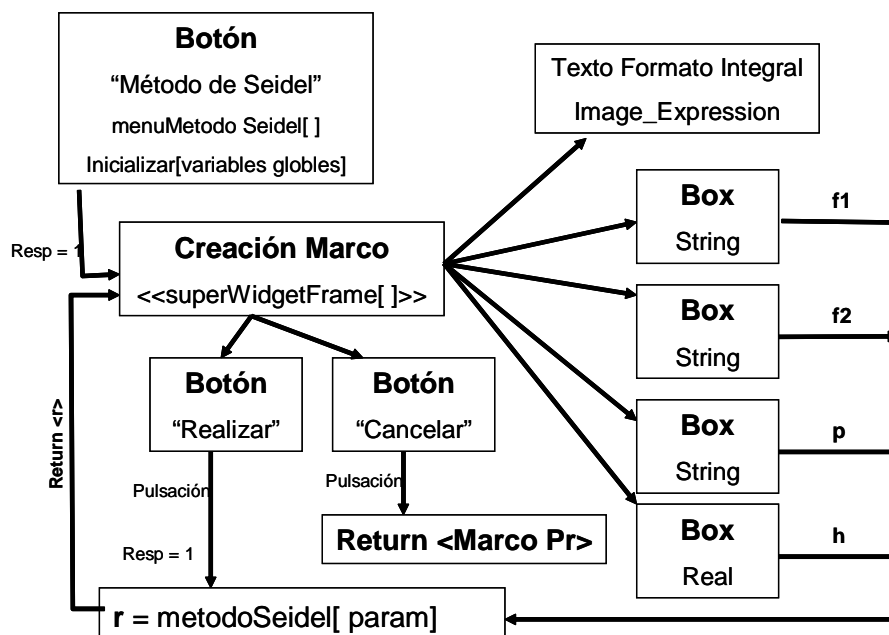 Botón
“Método de Seidel”
menuMetodo Seidel[ ]
Inicializar[variables globles]
Texto Formato Integral
Image_Expression
Resp = 1
Creación Marco
<<superWidgetFrame[ ]>>
Box
String
f1
Box
String
f2
Botón
“Realizar”
Botón
“Cancelar”
Box
String
p
Return <r>
Pulsación
Pulsación
Return <Marco Pr>
Box
Real
h
Resp = 1
r = metodoSeidel[ param]